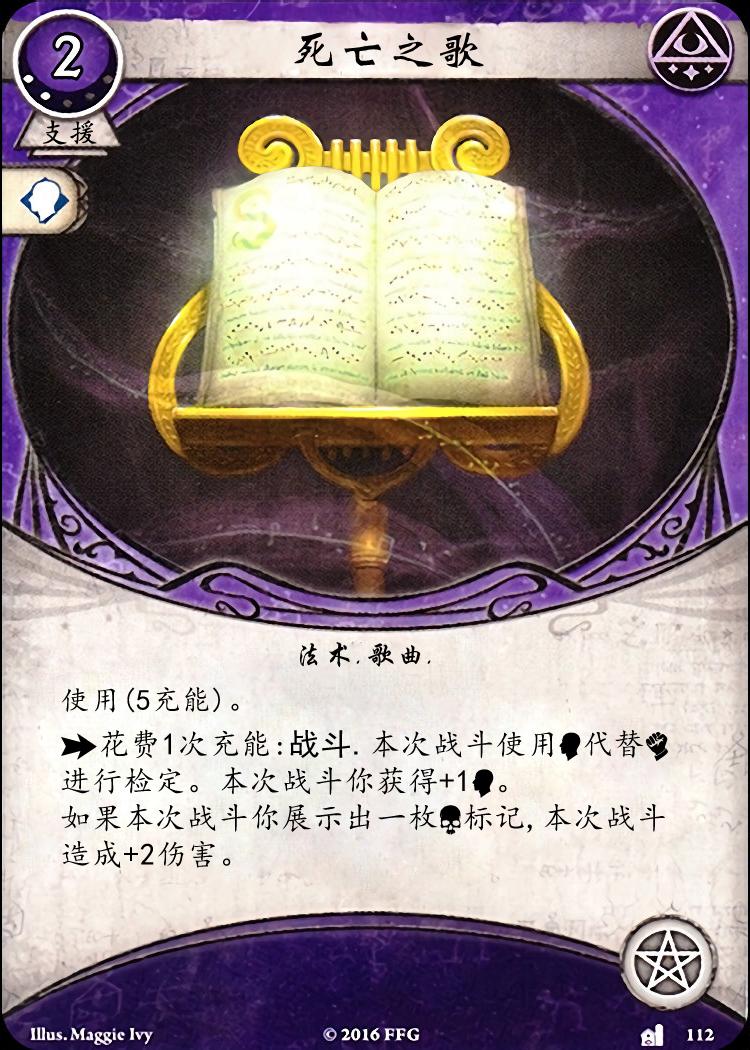 2
死亡之歌
支援
法术.歌曲.
使用(5充能)。
花费1次充能:战斗.本次战斗使用代替
进行检定。本次战斗你获得+1。
如果本次战斗你展示出一枚标记,本次战斗
造成+2伤害。
Illus. Maggie Ivy
© 2016 FFG
112